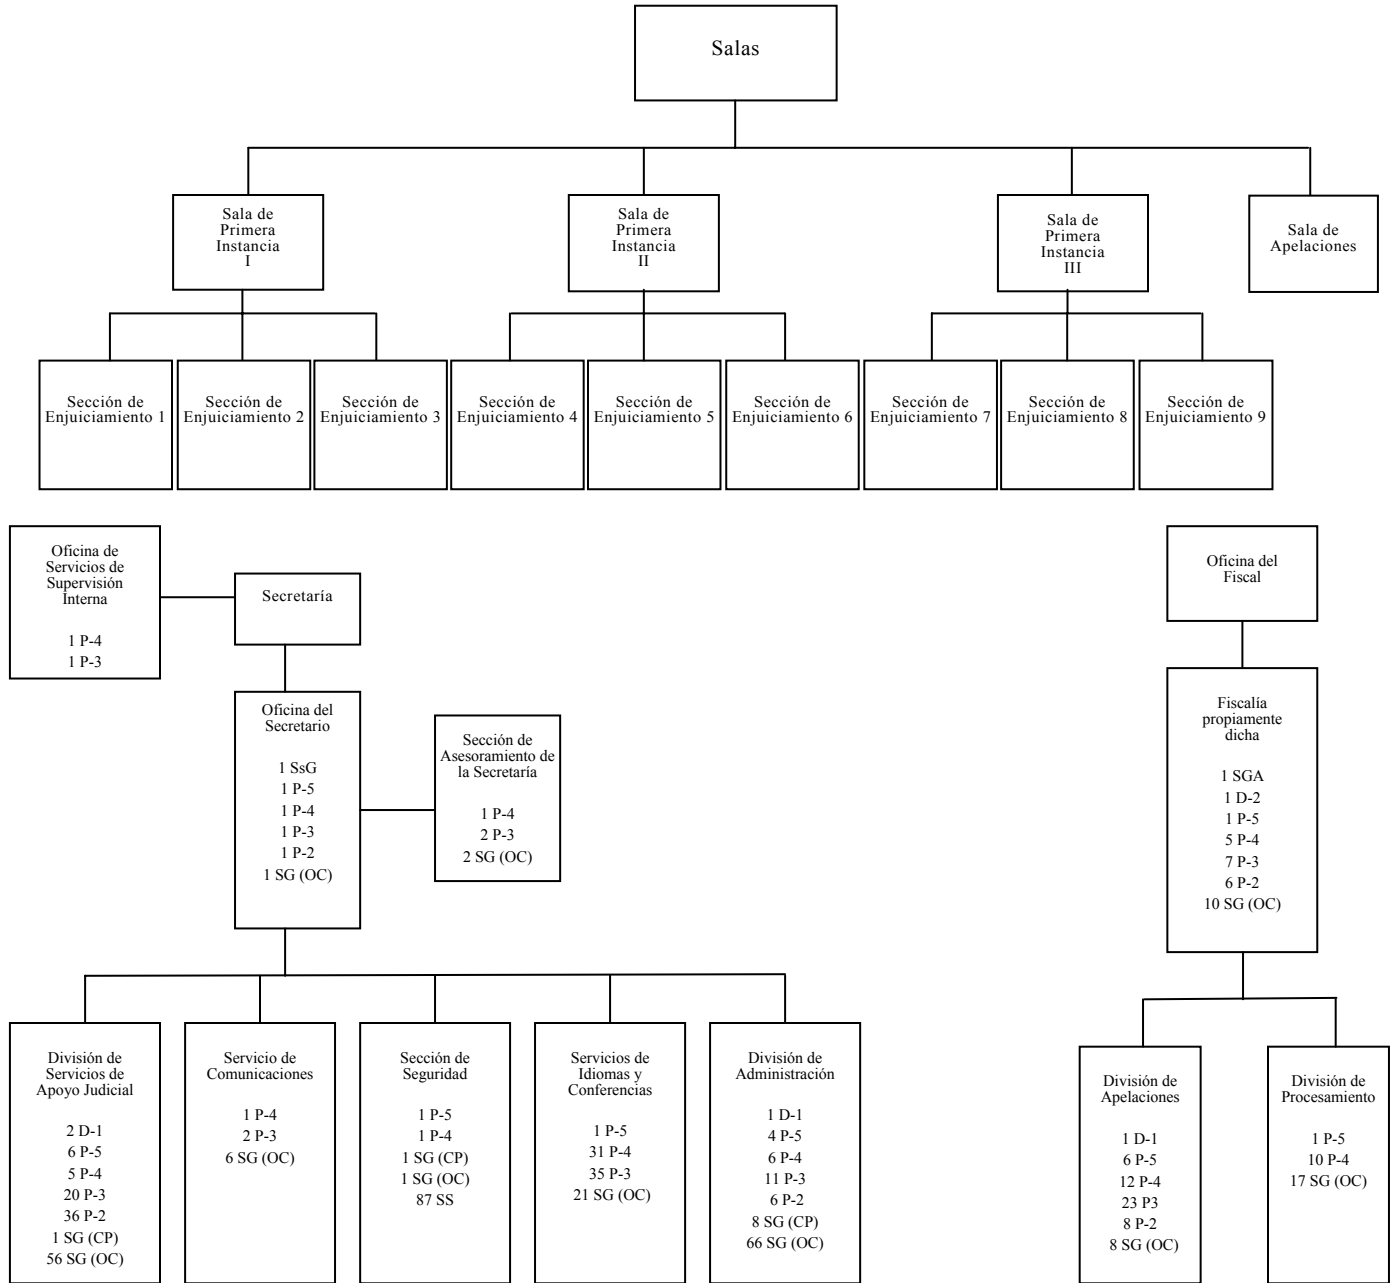 Salas
Sala de
Primera
Instancia
I
Sala de
Primera
Instancia
II
Sala de
Primera
Instancia
III
Sala de
Apelaciones
Sección de
Enjuiciamiento 1
Sección de
Enjuiciamiento 2
Sección de
Enjuiciamiento 3
Sección de
Enjuiciamiento 4
Sección de
Enjuiciamiento 5
Sección de
Enjuiciamiento 6
Sección de
Enjuiciamiento 7
Sección de
Enjuiciamiento 8
Sección de
Enjuiciamiento 9
Oficina de
Servicios de
Supervisión
Interna
1 P-4
1 P-3
Secretaría
Oficina del
Secretario
1 SsG
1 P-5
1 P-4
1 P-3
1 P-2
1 SG (OC)
Sección de
Asesoramiento de
la Secretaría
1 P-4
2 P-3
2 SG (OC)
Oficina del
Fiscal
Fiscalía
propiamente
dicha
1 SGA
1 D-2
1 P-5
5 P-4
7 P-3
6 P-2
10 SG (OC)
División de
Servicios de
Apoyo Judicial
2 D-1
6 P-5
5 P-4
20 P-3
36 P-2
1 SG (CP)
56 SG (OC)
Servicio de
Comunicaciones
1 P-4
2 P-3
6 SG (OC)
Sección de
Seguridad
1 P-5
1 P-4
1 SG (CP)
1 SG (OC)
87 SS
Servicios de
Idiomas y
Conferencias
1 P-5
31 P-4
35 P-3
21 SG (OC)
División de
Administración
1 D-1
4 P-5
6 P-4
11 P-3
6 P-2
8 SG (CP)
66 SG (OC)
División de
Apelaciones
1 D-1
6 P-5
12 P-4
23 P3
8 P-2
8 SG (OC)
División de
Procesamiento
1 P-5
10 P-4
17 SG (OC)